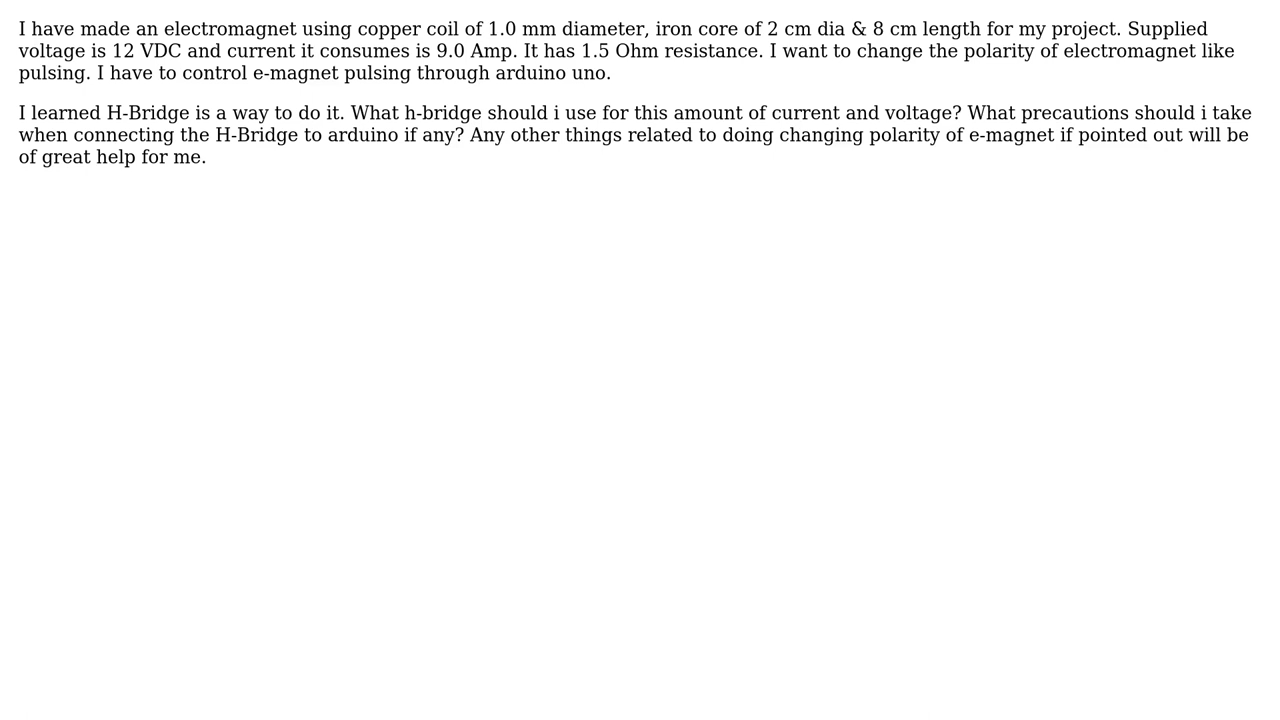 I have made an electromagnet using copper coil of 1.0 mm diameter, iron core of 2 cm dia & 8 cm length for my project. Supplied
voltage is 12 VDC and current it consumes is 9.0 Amp. It has 1.5 Ohm resistance. I want to change the polarity of electromagnet like
pulsing. I have to control e-magnet pulsing through arduino uno.
I learned H-Bridge is a way to do it. What h-bridge should i use for this amount of current and voltage? What precautions should i take
when connecting the H-Bridge to arduino if any? Any other things related to doing changing polarity of e-magnet if pointed out will be
of great help for me.